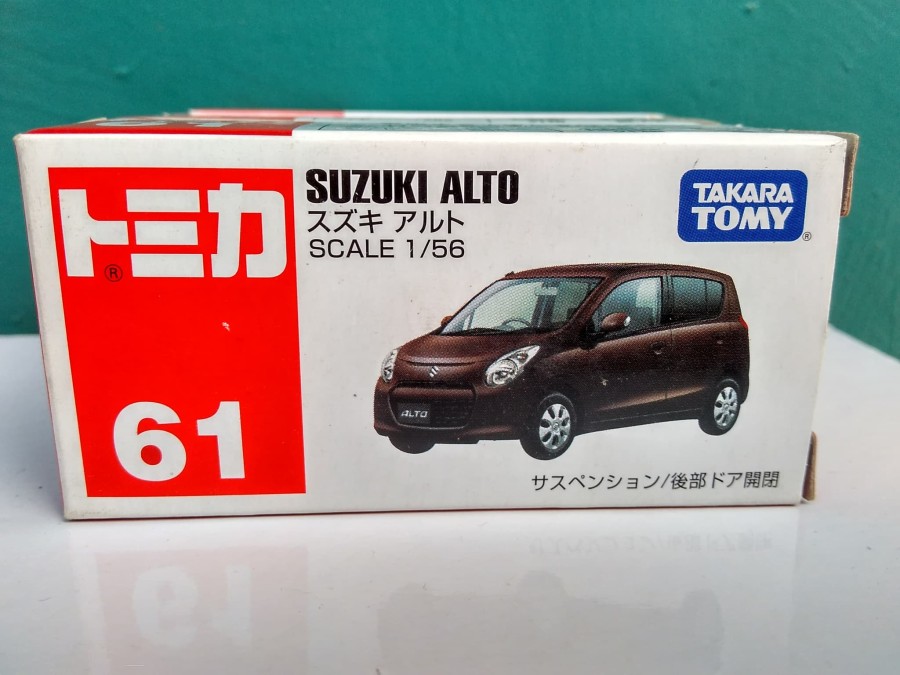 トミカ®
61
SUZUKI ALTO
スズキ アルト
SCALE 1/56
TAKARA
TOMY®
ALTO
サスペンション/後部ドア開閉